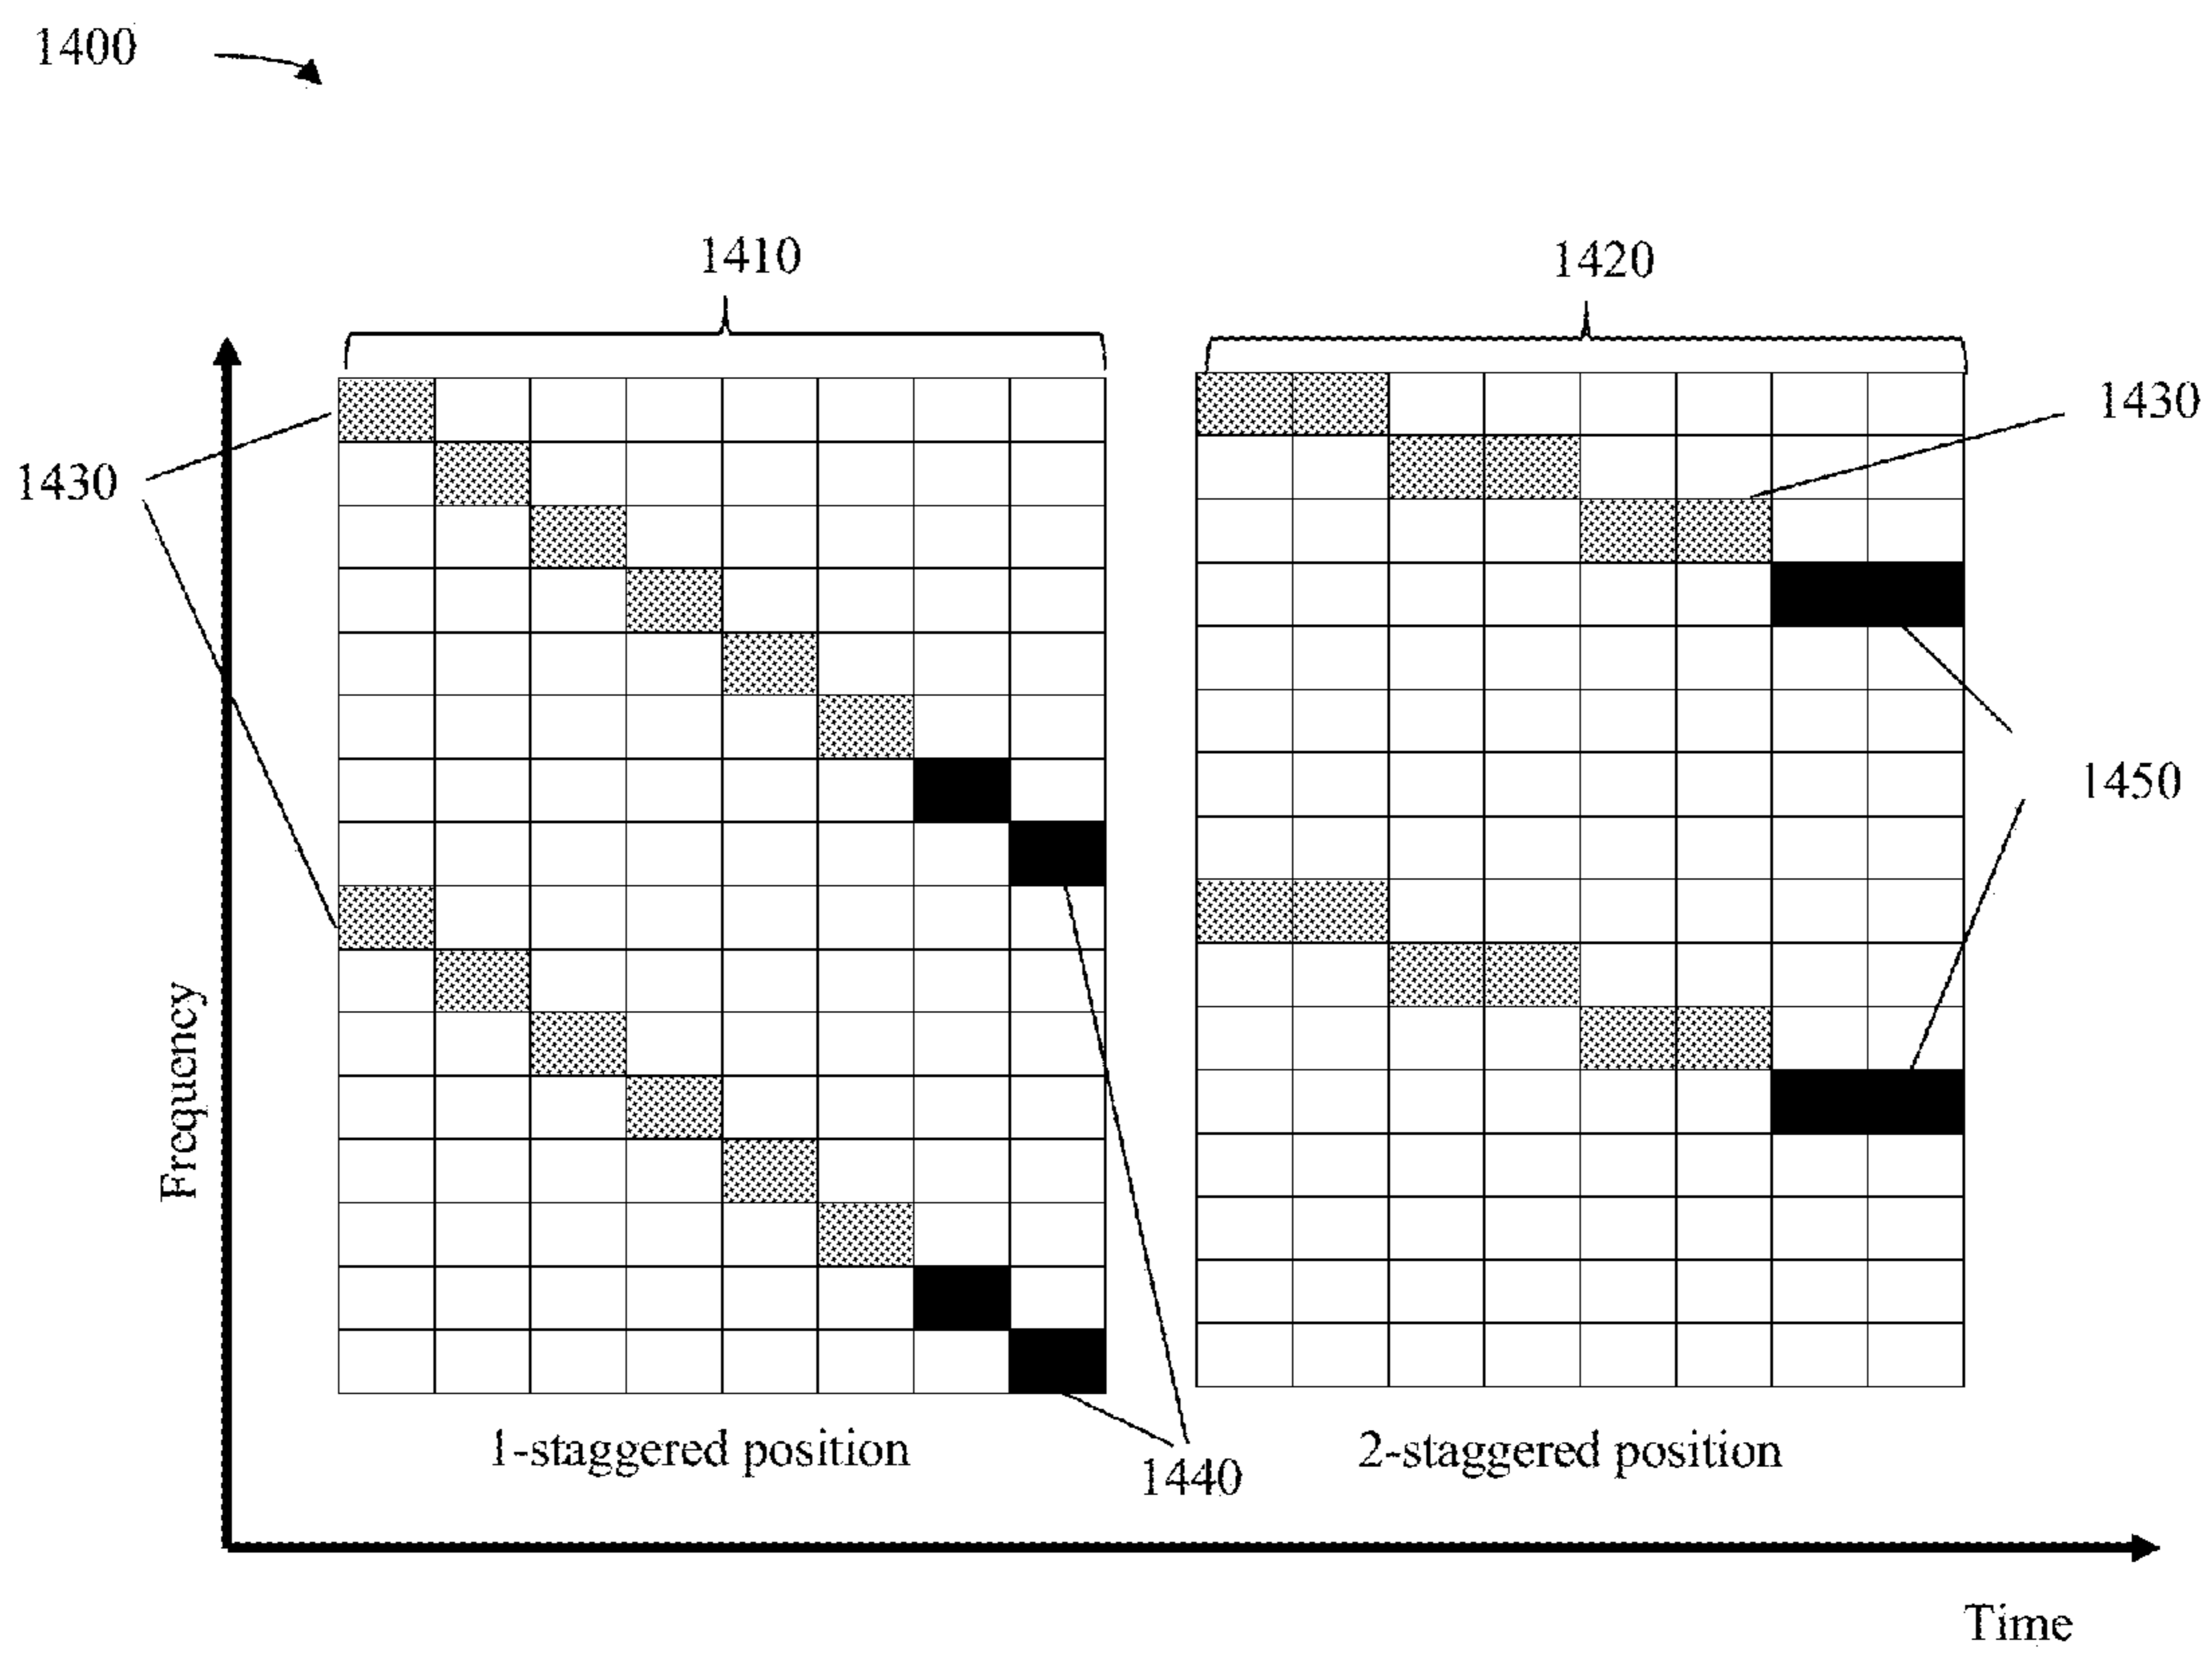 1400
1410
1420
1430
1430
1450
Frequency
1-staggered position
2-staggered position
1440
Time